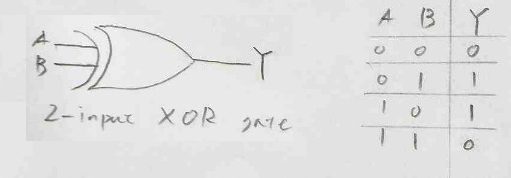 A
B
Y
2-input XOR gate
A B Y
0 0 0
0 1 1
1 0 1
1 1 0